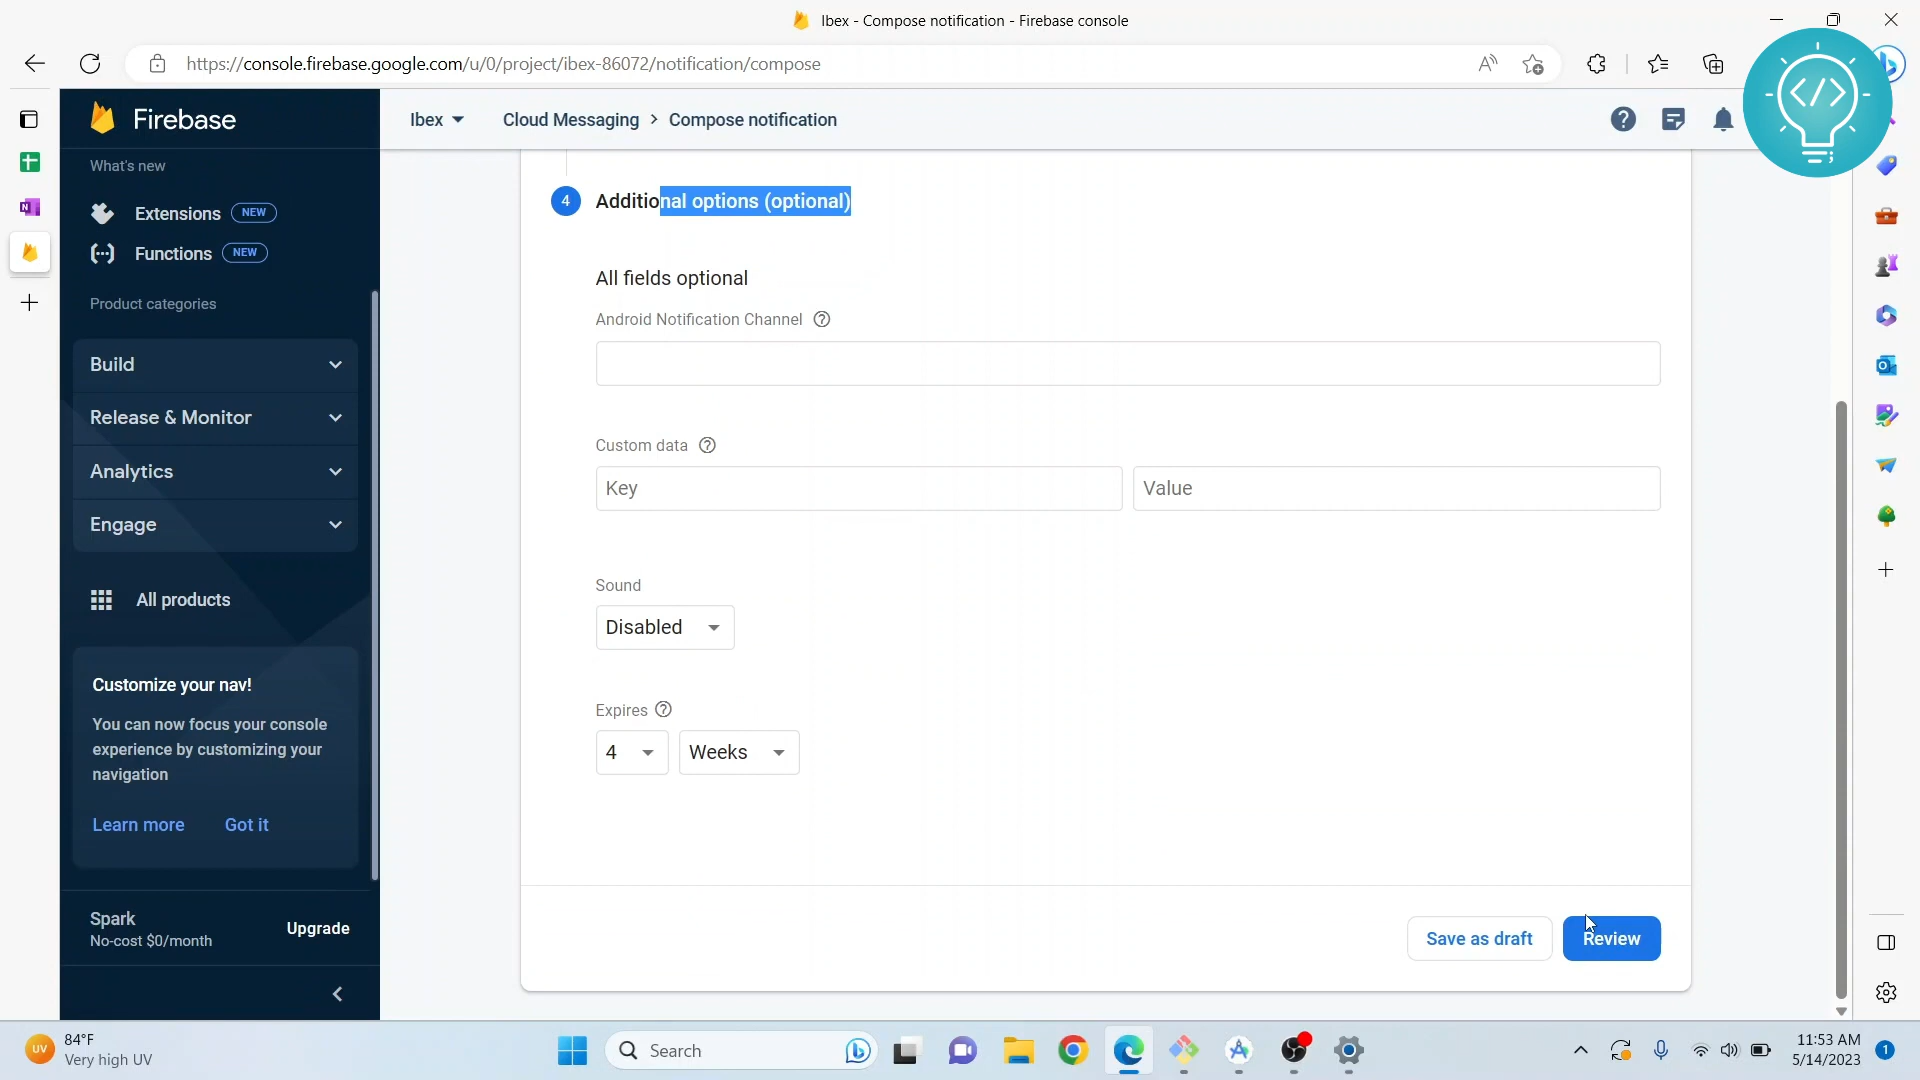 Ibex - Compose notification - Firebase console
https://console.firebase.google.com/u/0/project/ibex-86072/notification/compose
Firebase
Ibex
Cloud Messaging > Compose notification
What's new
Extensions NEW
Functions NEW
Product categories
Build
Release & Monitor
Analytics
Engage
All products
Customize your nav!
You can now focus your console
experience by customizing your
navigation
Learn more Got it
Spark
No-cost $0/month
Upgrade
4 Additional options (optional)
All fields optional
Android Notification Channel
Custom data
Key Value
Sound
Disabled
Expires
4 Weeks
Save as draft Review
UV
84°F
Very high UV
Search
11:53 AM
5/14/2023
1